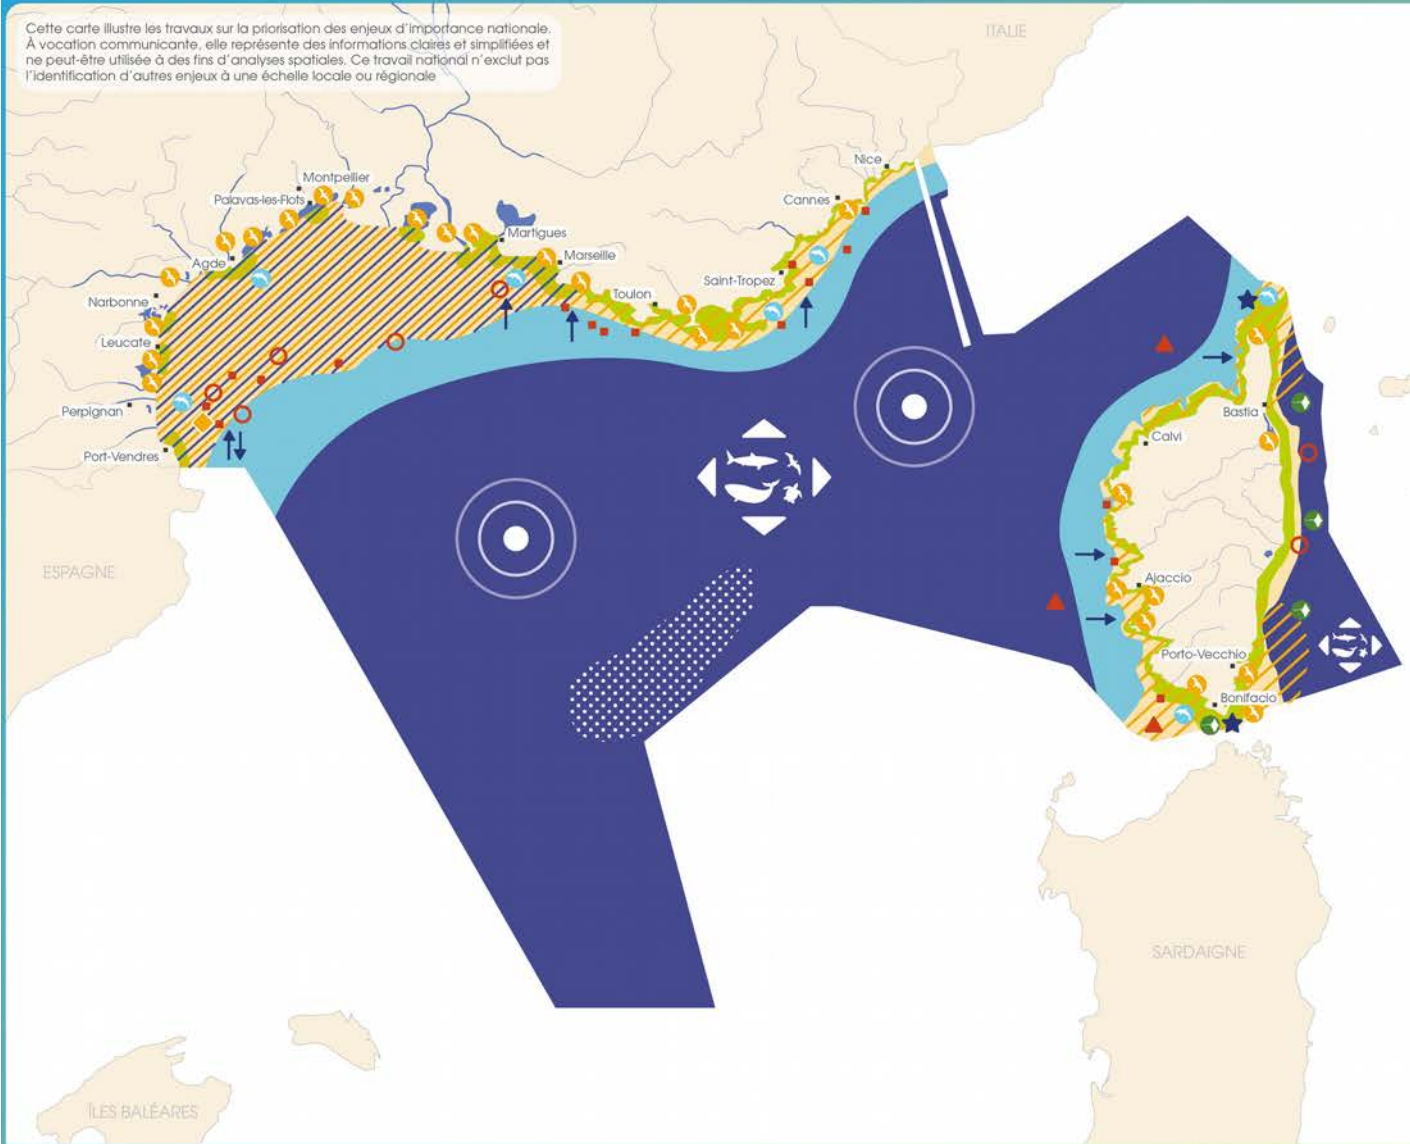 Cette carte illustre les travaux sur la priorisation des enjeux d'importance nationale.
À vocation communicante, elle représente des informations claires et simplifiées et
ne peut-être utilisée à des fins d'analyses spatiales. Ce travail national n'exclut pas
l'identification d'autres enjeux à une échelle locale ou régionale
ITALIE
Nice
Montpellier
Palavas-les-Flots
Cannes
Martigues
Marseille
Agde
Saint-Tropez
Toulon
Narbonne
Leucate
Perpignan
Bastia
Calvi
Port-Vendres
ESPAGNE
Ajaccio
Porto-Vecchio
Bonifacio
SARDAIGNE
ÎLES BALÉARES